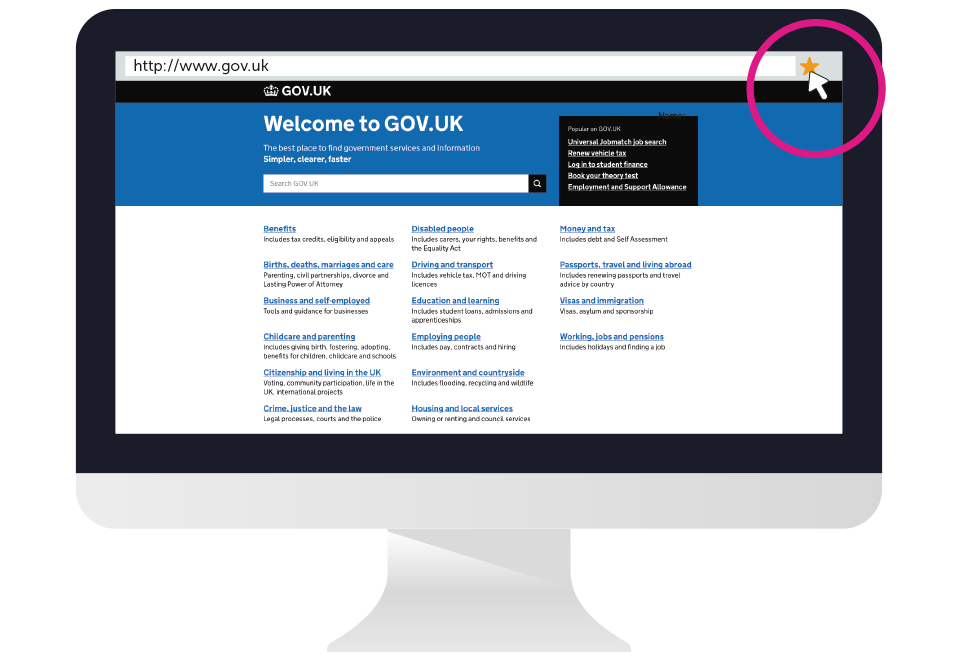 http://www.gov.uk
GOV.UK
Welcome to GOV.UK
The best place to find government services and information
Simpler, clearer, faster
Search GOV.UK
Name:
Popular on GOV.UK
Universal Jobmatch job search
Renew vehicle tax
Log in to student finance
Book your theory test
Employment and Support Allowance
Benefits
Includes tax credits, eligibility and appeals
Births, deaths, marriages and care
Parenting, civil partnerships, divorce and
Lasting Power of Attorney
Business and self-employed
Tools and guidance for businesses
Childcare and parenting
Includes giving birth, fostering, adopting,
benefits for children, childcare and schools
Citizenship and living in the UK
Voting, community participation, life in the
UK, international projects
Crime, justice and the law
Legal processes, courts and the police
Disabled people
Includes carers, your rights, benefits and
the Equality Act
Driving and transport
Includes vehicle tax, MOT and driving
licences
Education and learning
Includes student loans, admissions and
apprenticeships
Employing people
Includes pay, contracts and hiring
Environment and countryside
Includes flooding, recycling and wildlife
Housing and local services
Owning or renting and council services
Money and tax
Includes debt and Self Assessment
Passports, travel and living abroad
Includes renewing passports and travel
advice by country
Visas and immigration
Visas, asylum and sponsorship
Working, jobs and pensions
Includes holidays and finding a job